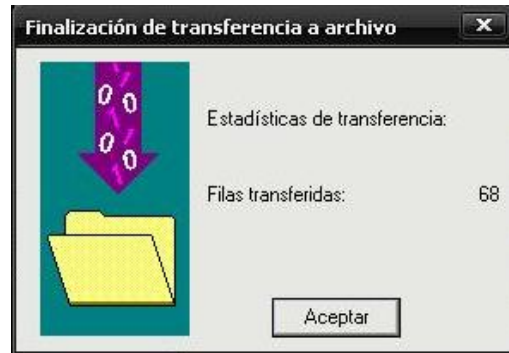 Finalización de transferencia a archivo
Estadísticas de transferencia:
Filas transferidas: 68
Aceptar